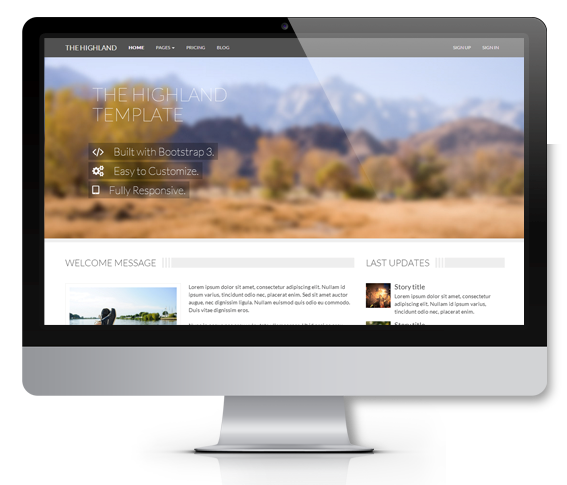 THE HIGHLAND HOME PAGES PRICING BLOG SIGN UP SIGN IN
THE HIGHLAND
TEMPLATE
Built with Bootstrap 3.
Easy to Customize.
Fully Responsive.
WELCOME MESSAGE
Lorem ipsum dolor sit amet, consectetur adipiscing elit. Nullam id
ipsum varius, tincidunt odio nec, placerat enim. Sed sit amet auctor
augue, nec dignissim ligula. Nullam euismod quis odio eu commodo.
Duis vitae dignissim eros.
LAST UPDATES
Story title
Lorem ipsum dolor sit amet, consectetur
adipiscing elit. Nullam id ipsum varius,
tincidunt odio nec, placerat enim.
Story title